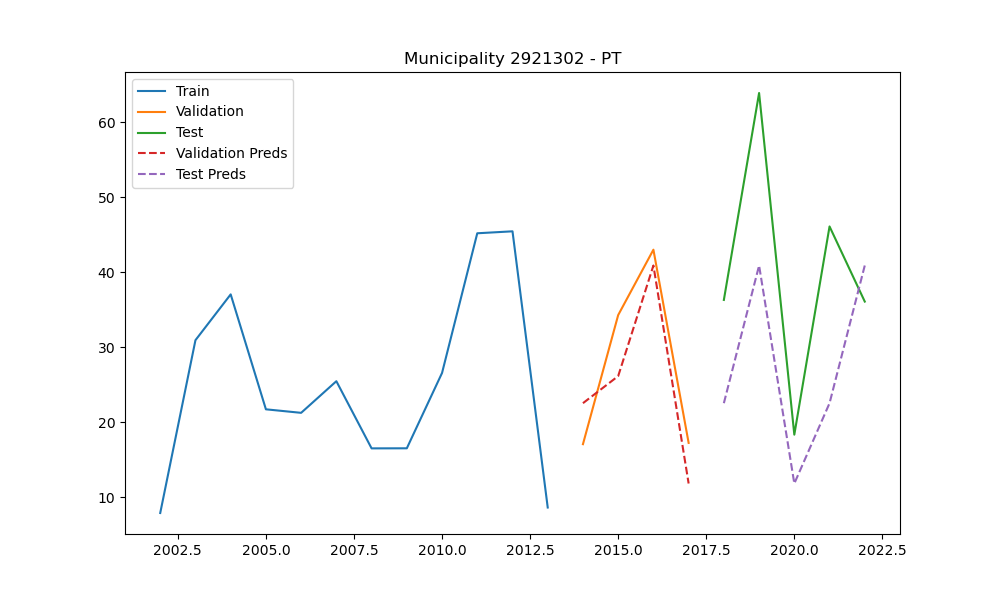 Municipality 2921302 - PT
Train
Validation
Test
Validation Preds
Test Preds
60
50
40
30
20
10
2002.5 2005.0 2007.5 2010.0 2012.5 2015.0 2017.5 2020.0 2022.5